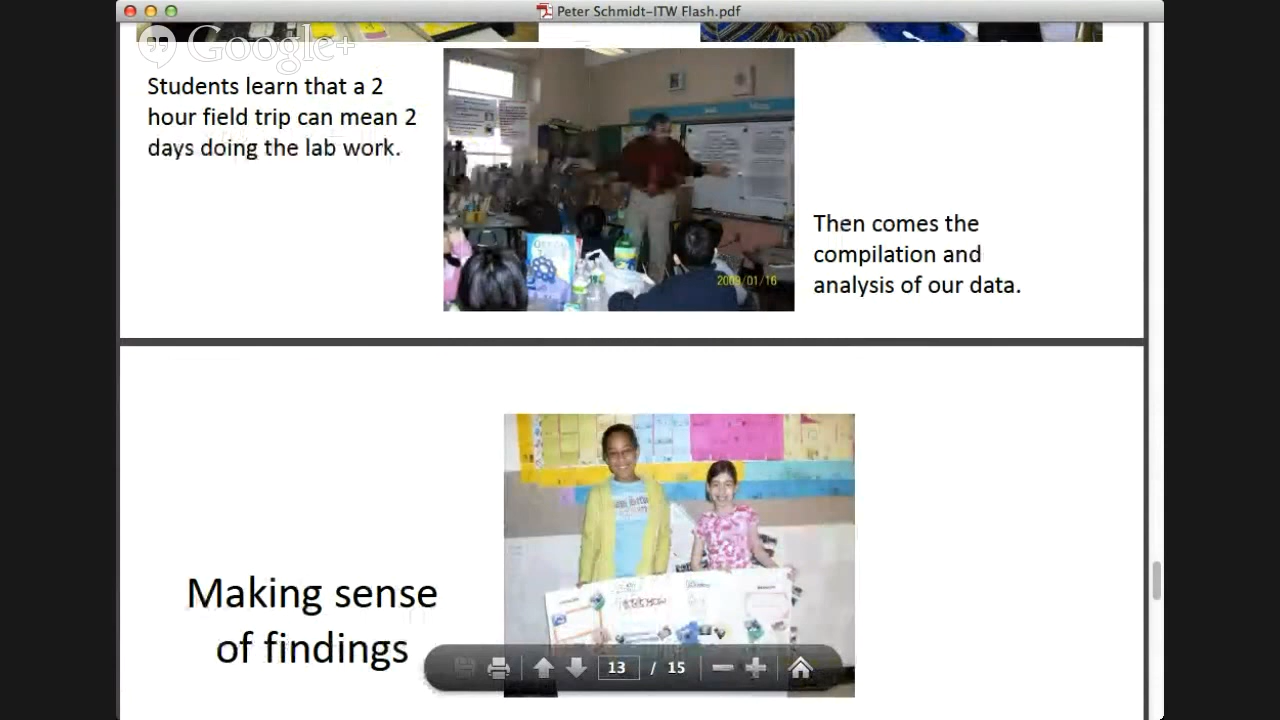 Peter Schmidt-ITW Flash.pdf
Google+
Students learn that a 2
hour field trip can mean 2
days doing the lab work.
2009/01/16
Then comes the
compilation and
analysis of our data.
Making sense
of findings
13 / 15